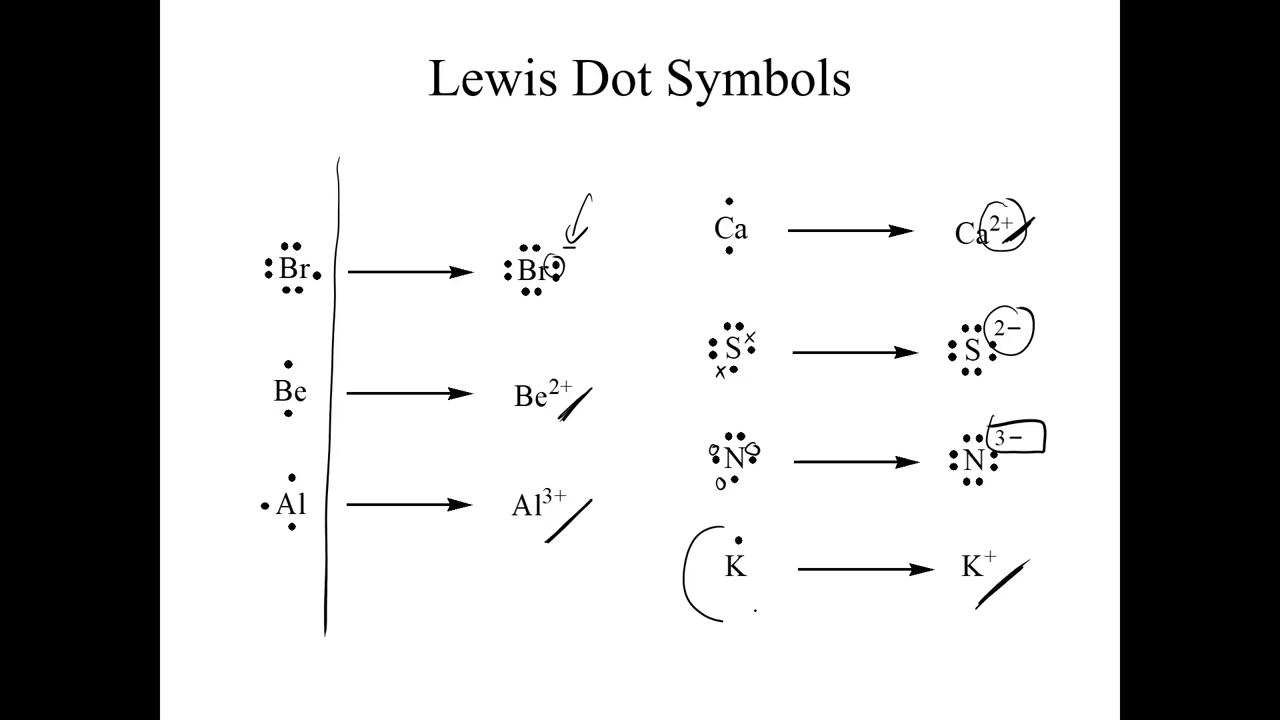 Lewis Dot Symbols
Br Br−
Be Be2+
Al Al3+
Ca Ca2+
S S2−
N N3−
K K+